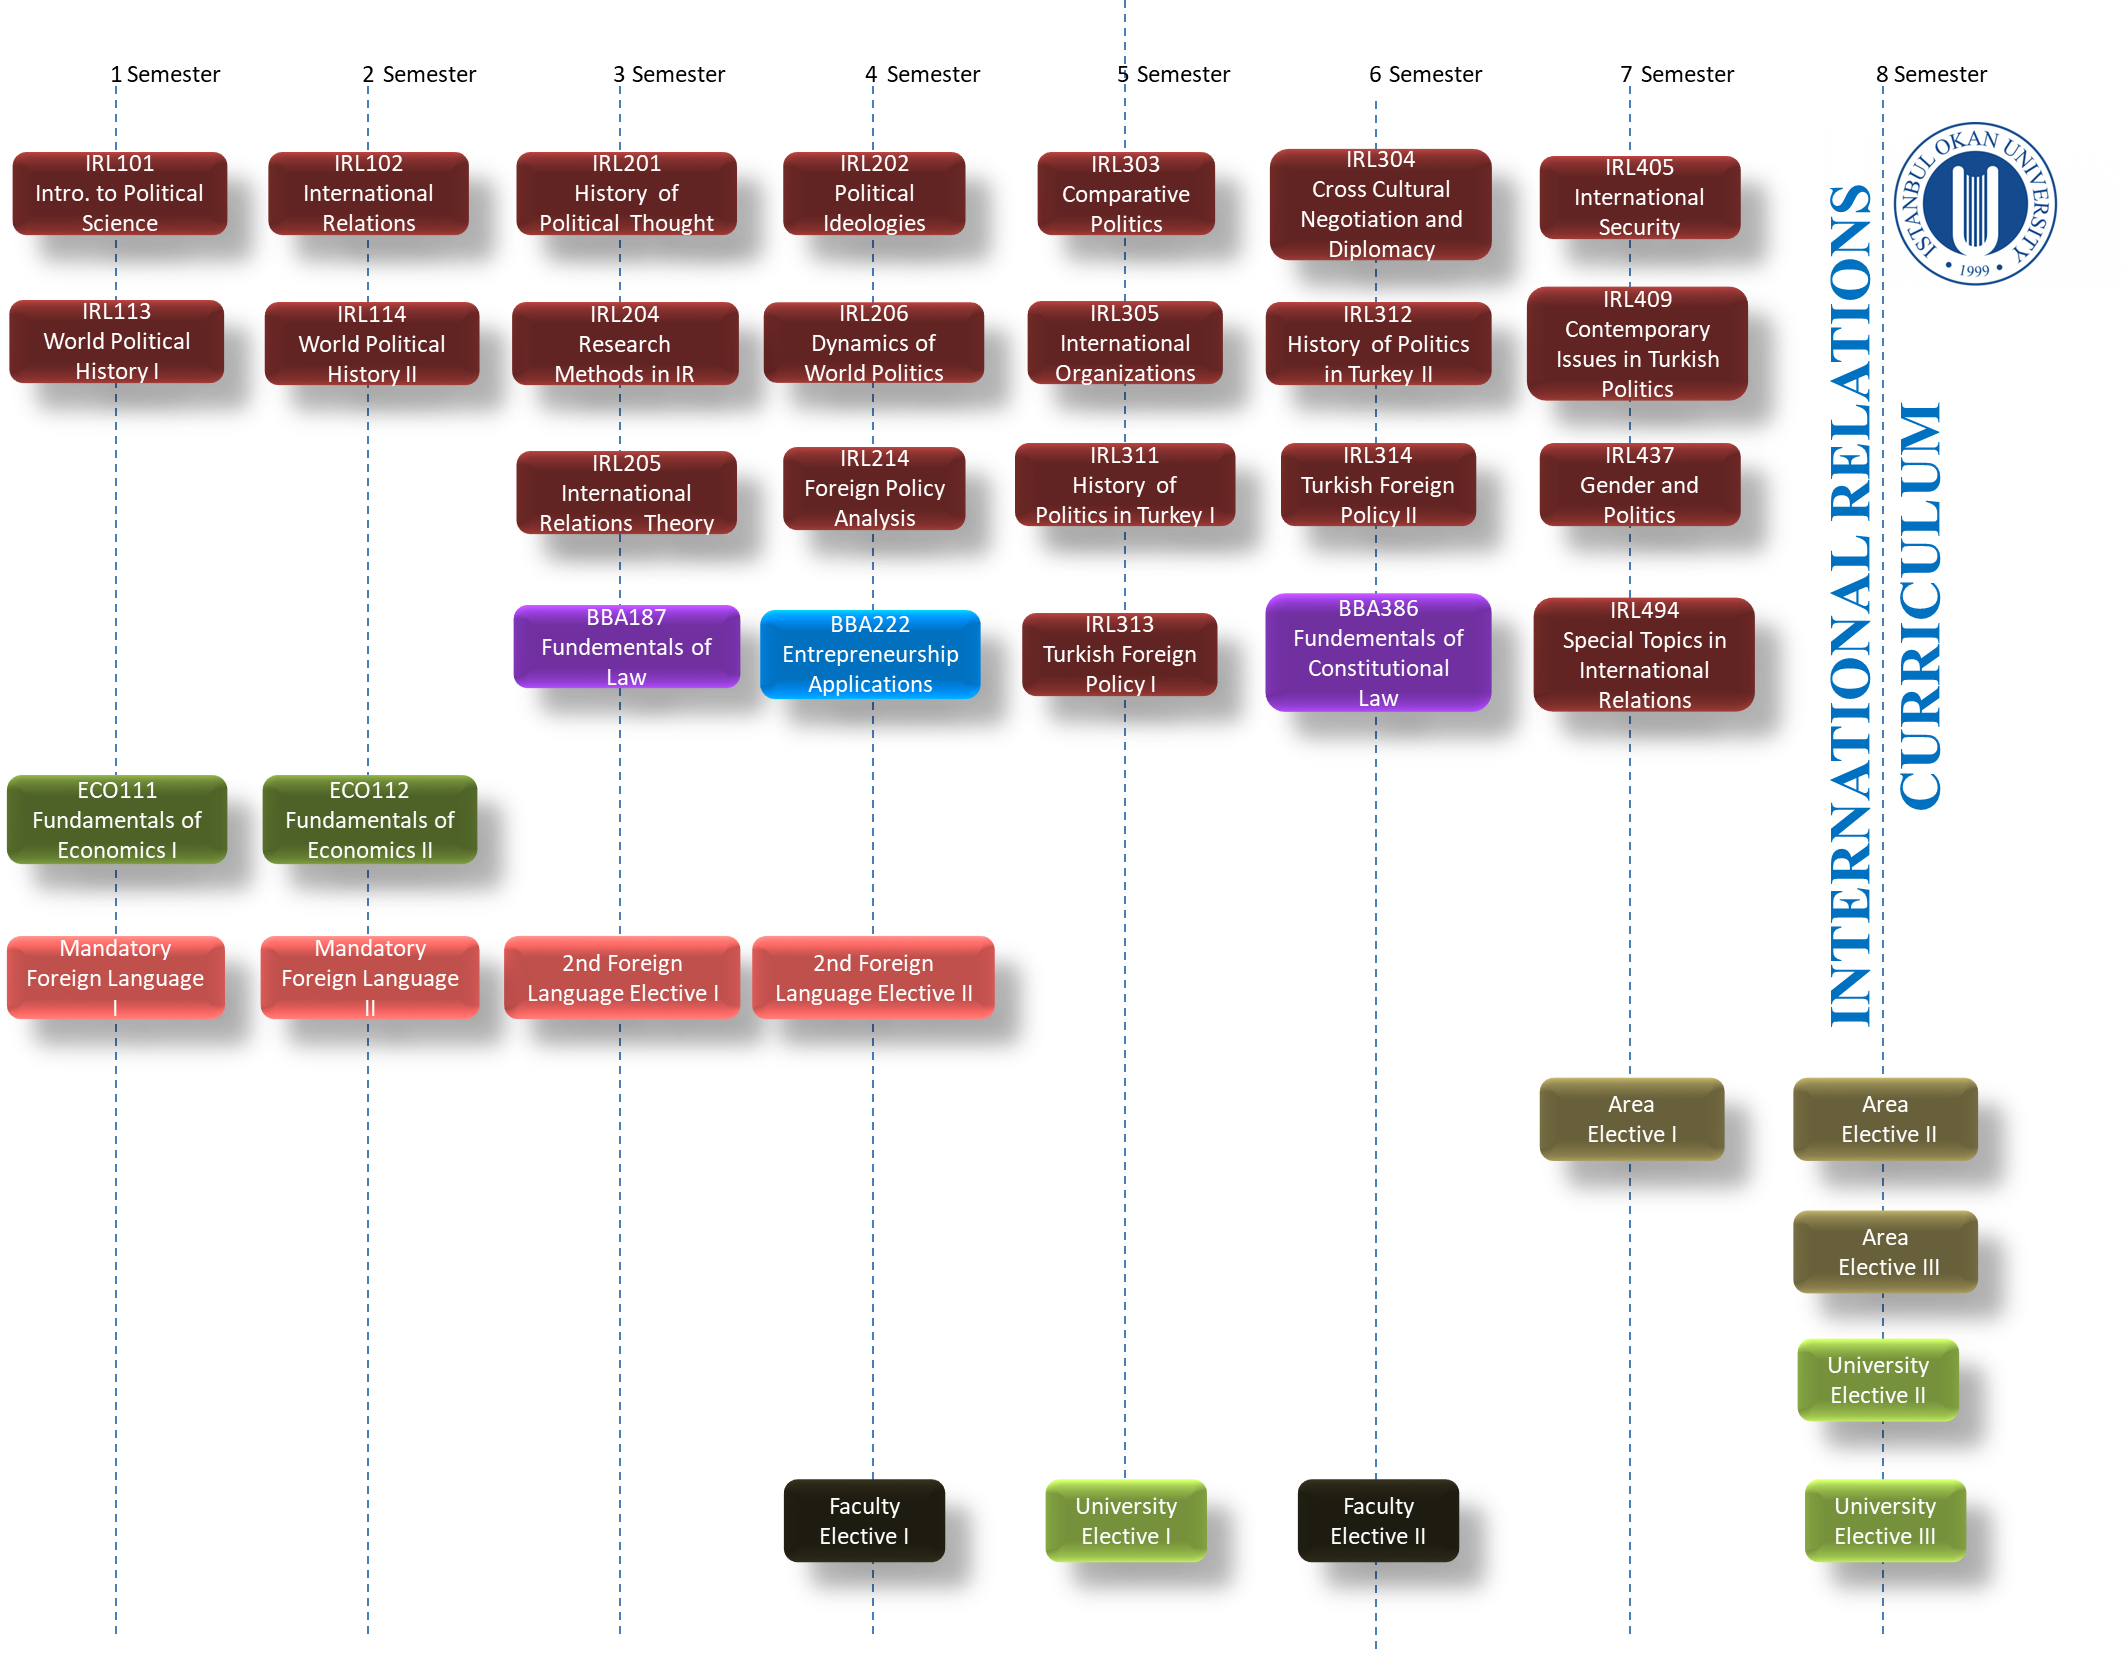 1 Semester
2 Semester
3 Semester
4 Semester
5 Semester
6 Semester
7 Semester
8 Semester
IRL101
Intro. to Political
Science
IRL102
International
Relations
IRL201
History of
Political Thought
IRL202
Political
Ideologies
IRL303
Comparative
Politics
IRL304
Cross Cultural
Negotiation and
Diplomacy
IRL405
International
Security
ISTANBUL OKAN UNIVERSITY
• 1999 •
IRL113
World Political
History I
IRL114
World Political
History II
IRL204
Research
Methods in IR
IRL206
Dynamics of
World Politics
IRL305
International
Organizations
IRL312
History of Politics
in Turkey II
IRL409
Contemporary
Issues in Turkish
Politics
IRL205
International
Relations Theory
IRL214
Foreign Policy
Analysis
IRL311
History of
Politics in Turkey I
IRL314
Turkish Foreign
Policy II
IRL437
Gender and
Politics
BBA187
Fundementals of
Law
BBA222
Entrepreneurship
Applications
IRL313
Turkish Foreign
Policy I
BBA386
Fundementals of
Constitutional
Law
IRL494
Special Topics in
International
Relations
INTERNATIONAL RELATIONS
CURRICULUM
ECO111
Fundamentals of
Economics I
ECO112
Fundamentals of
Economics II
Mandatory
Foreign Language
I
Mandatory
Foreign Language
II
2nd Foreign
Language Elective I
2nd Foreign
Language Elective II
Area
Elective I
Area
Elective II
Area
Elective III
University
Elective II
Faculty
Elective I
University
Elective I
Faculty
Elective II
University
Elective III